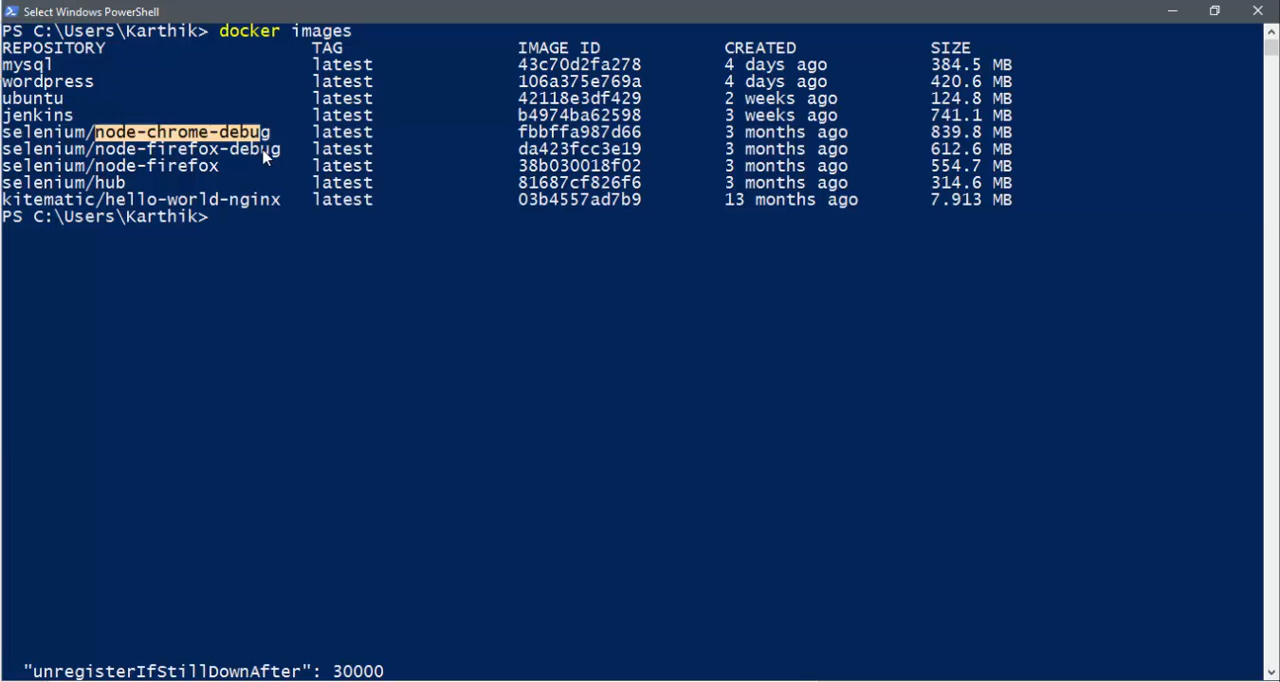 Select Windows PowerShell
PS C:\Users\Karthik> docker images
REPOSITORY TAG IMAGE ID CREATED SIZE
mysql latest 43c70d2fa278 4 days ago 384.5 MB
wordpress latest 106a375e769a 4 days ago 420.6 MB
ubuntu latest 42118e3df429 2 weeks ago 124.8 MB
jenkins latest b4974ba62598 3 weeks ago 741.1 MB
selenium/node-chrome-debug latest fbbffa987d66 3 months ago 839.8 MB
selenium/node-firefox-debug latest da423fcc3e19 3 months ago 612.6 MB
selenium/node-firefox latest 38b030018f02 3 months ago 554.7 MB
selenium/hub latest 81687cf826f6 3 months ago 314.6 MB
kitematic/hello-world-nginx latest 03b4557ad7b9 13 months ago 7.913 MB
PS C:\Users\Karthik>
"unregisterIfStillDownAfter": 30000